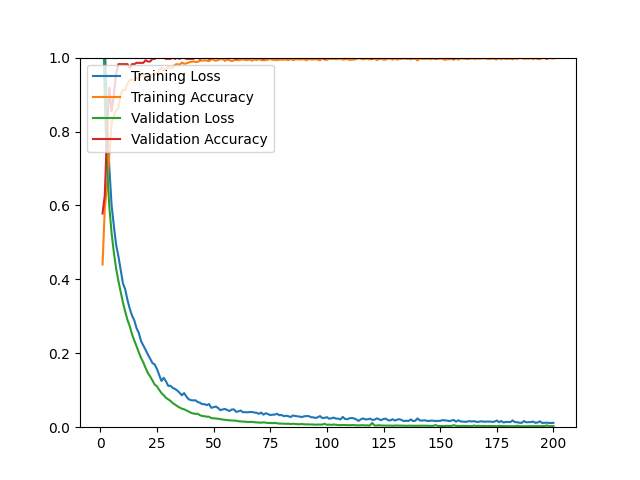 1.0
0.8
0.6
0.4
0.2
0.0
Training Loss
Training Accuracy
Validation Loss
Validation Accuracy
0 25 50 75 100 125 150 175 200